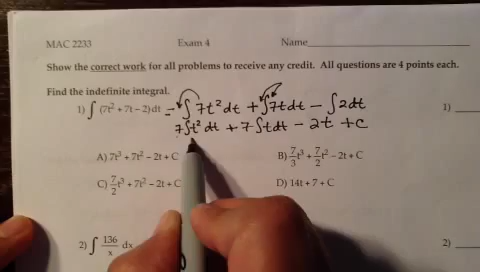 MAC 2233 Exam 4 Name
Show the correct work for all problems to receive any credit. All questions are 4 points each.
Find the indefinite integral.
1) ∫ (7t² + 7t - 2) dt = ∫ 7t² dt + ∫ 7t dt - ∫ 2dt 1)
7 ∫ t² dt + 7 ∫ t dt - 2t + C
A) 7t³ + 7t² - 2t + C B) 7/3 t³ + 7/2 t² - 2t + C
C) 7/2 t³ + 7t² - 2t + C D) 14t + 7 + C
2) ∫ 136/x dx 2)